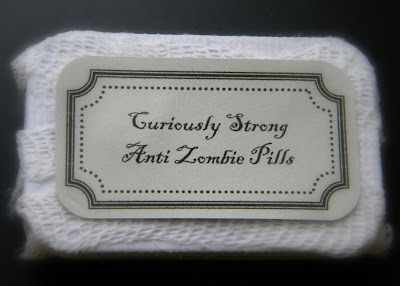 Curiously Strong
Anti Zombie Pills